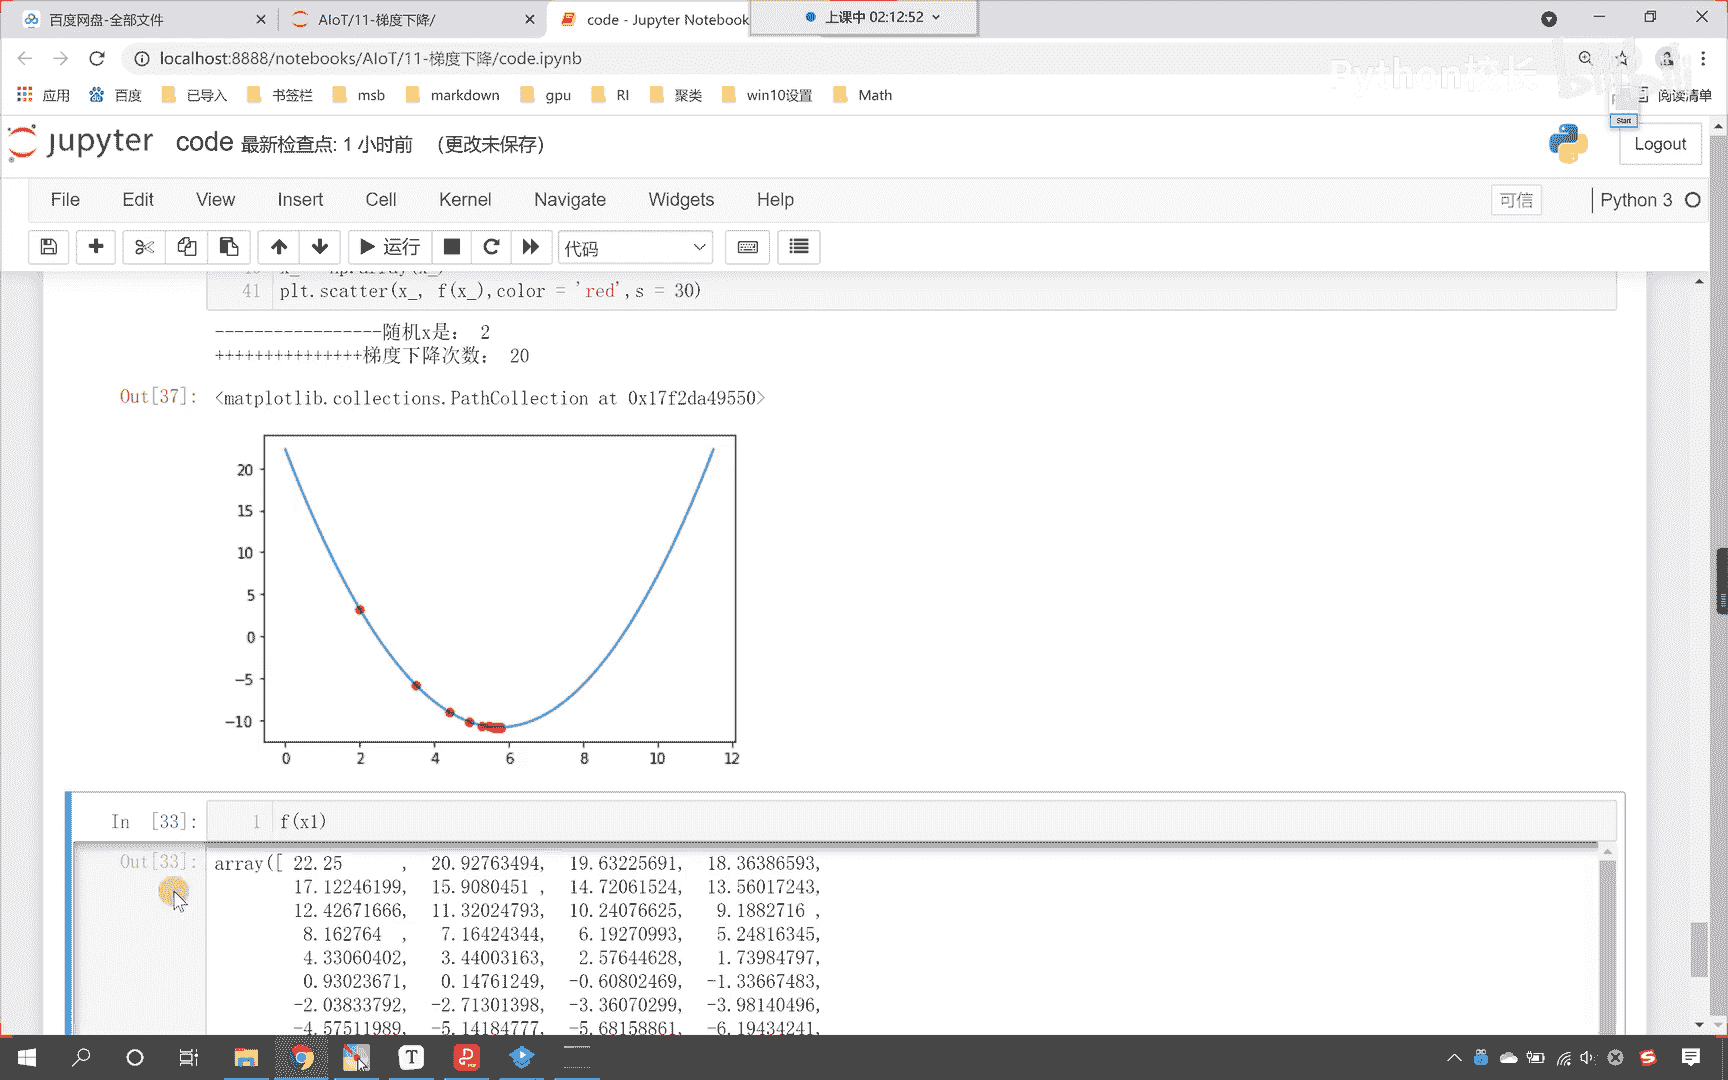 百度网盘-全部文件
AIoT/11-梯度下降/
code - Jupyter Notebook
上课中 02:12:52
localhost:8888/notebooks/AIoT/11-梯度下降/code.ipynb
Python校长
应用
百度
已导入
书签栏
msb
markdown
gpu
RI
聚类
win10设置
Math
阅读清单
Start
jupyter
code 最新检查点: 1 小时前 (更改未保存)
Logout
File
Edit
View
Insert
Cell
Kernel
Navigate
Widgets
Help
可信
Python 3
运行
代码
41 plt.scatter(x_, f(x_),color = 'red',s = 30)
-----------------随机x是： 2
+++++++++++++++梯度下降次数： 20
Out[37]: <matplotlib.collections.PathCollection at 0x17f2da49550>
20
15
10
5
0
-5
-10
0 2 4 6 8 10 12
In [33]: 1 f(x1)
Out[33]: array([ 22.25 , 20.92763494, 19.63225691, 18.36386593,
17.12246199, 15.9080451 , 14.72061524, 13.56017243,
12.42671666, 11.32024793, 10.24076625, 9.1882716 ,
8.162764 , 7.16424344, 6.19270993, 5.24816345,
4.33060402, 3.44003163, 2.57644628, 1.73984797,
0.93023671, 0.14761249, -0.60802469, -1.33667483,
-2.03833792, -2.71301398, -3.36070299, -3.98140496,
-4.57511989, -5.14184777, -5.68158861, -6.19434241,